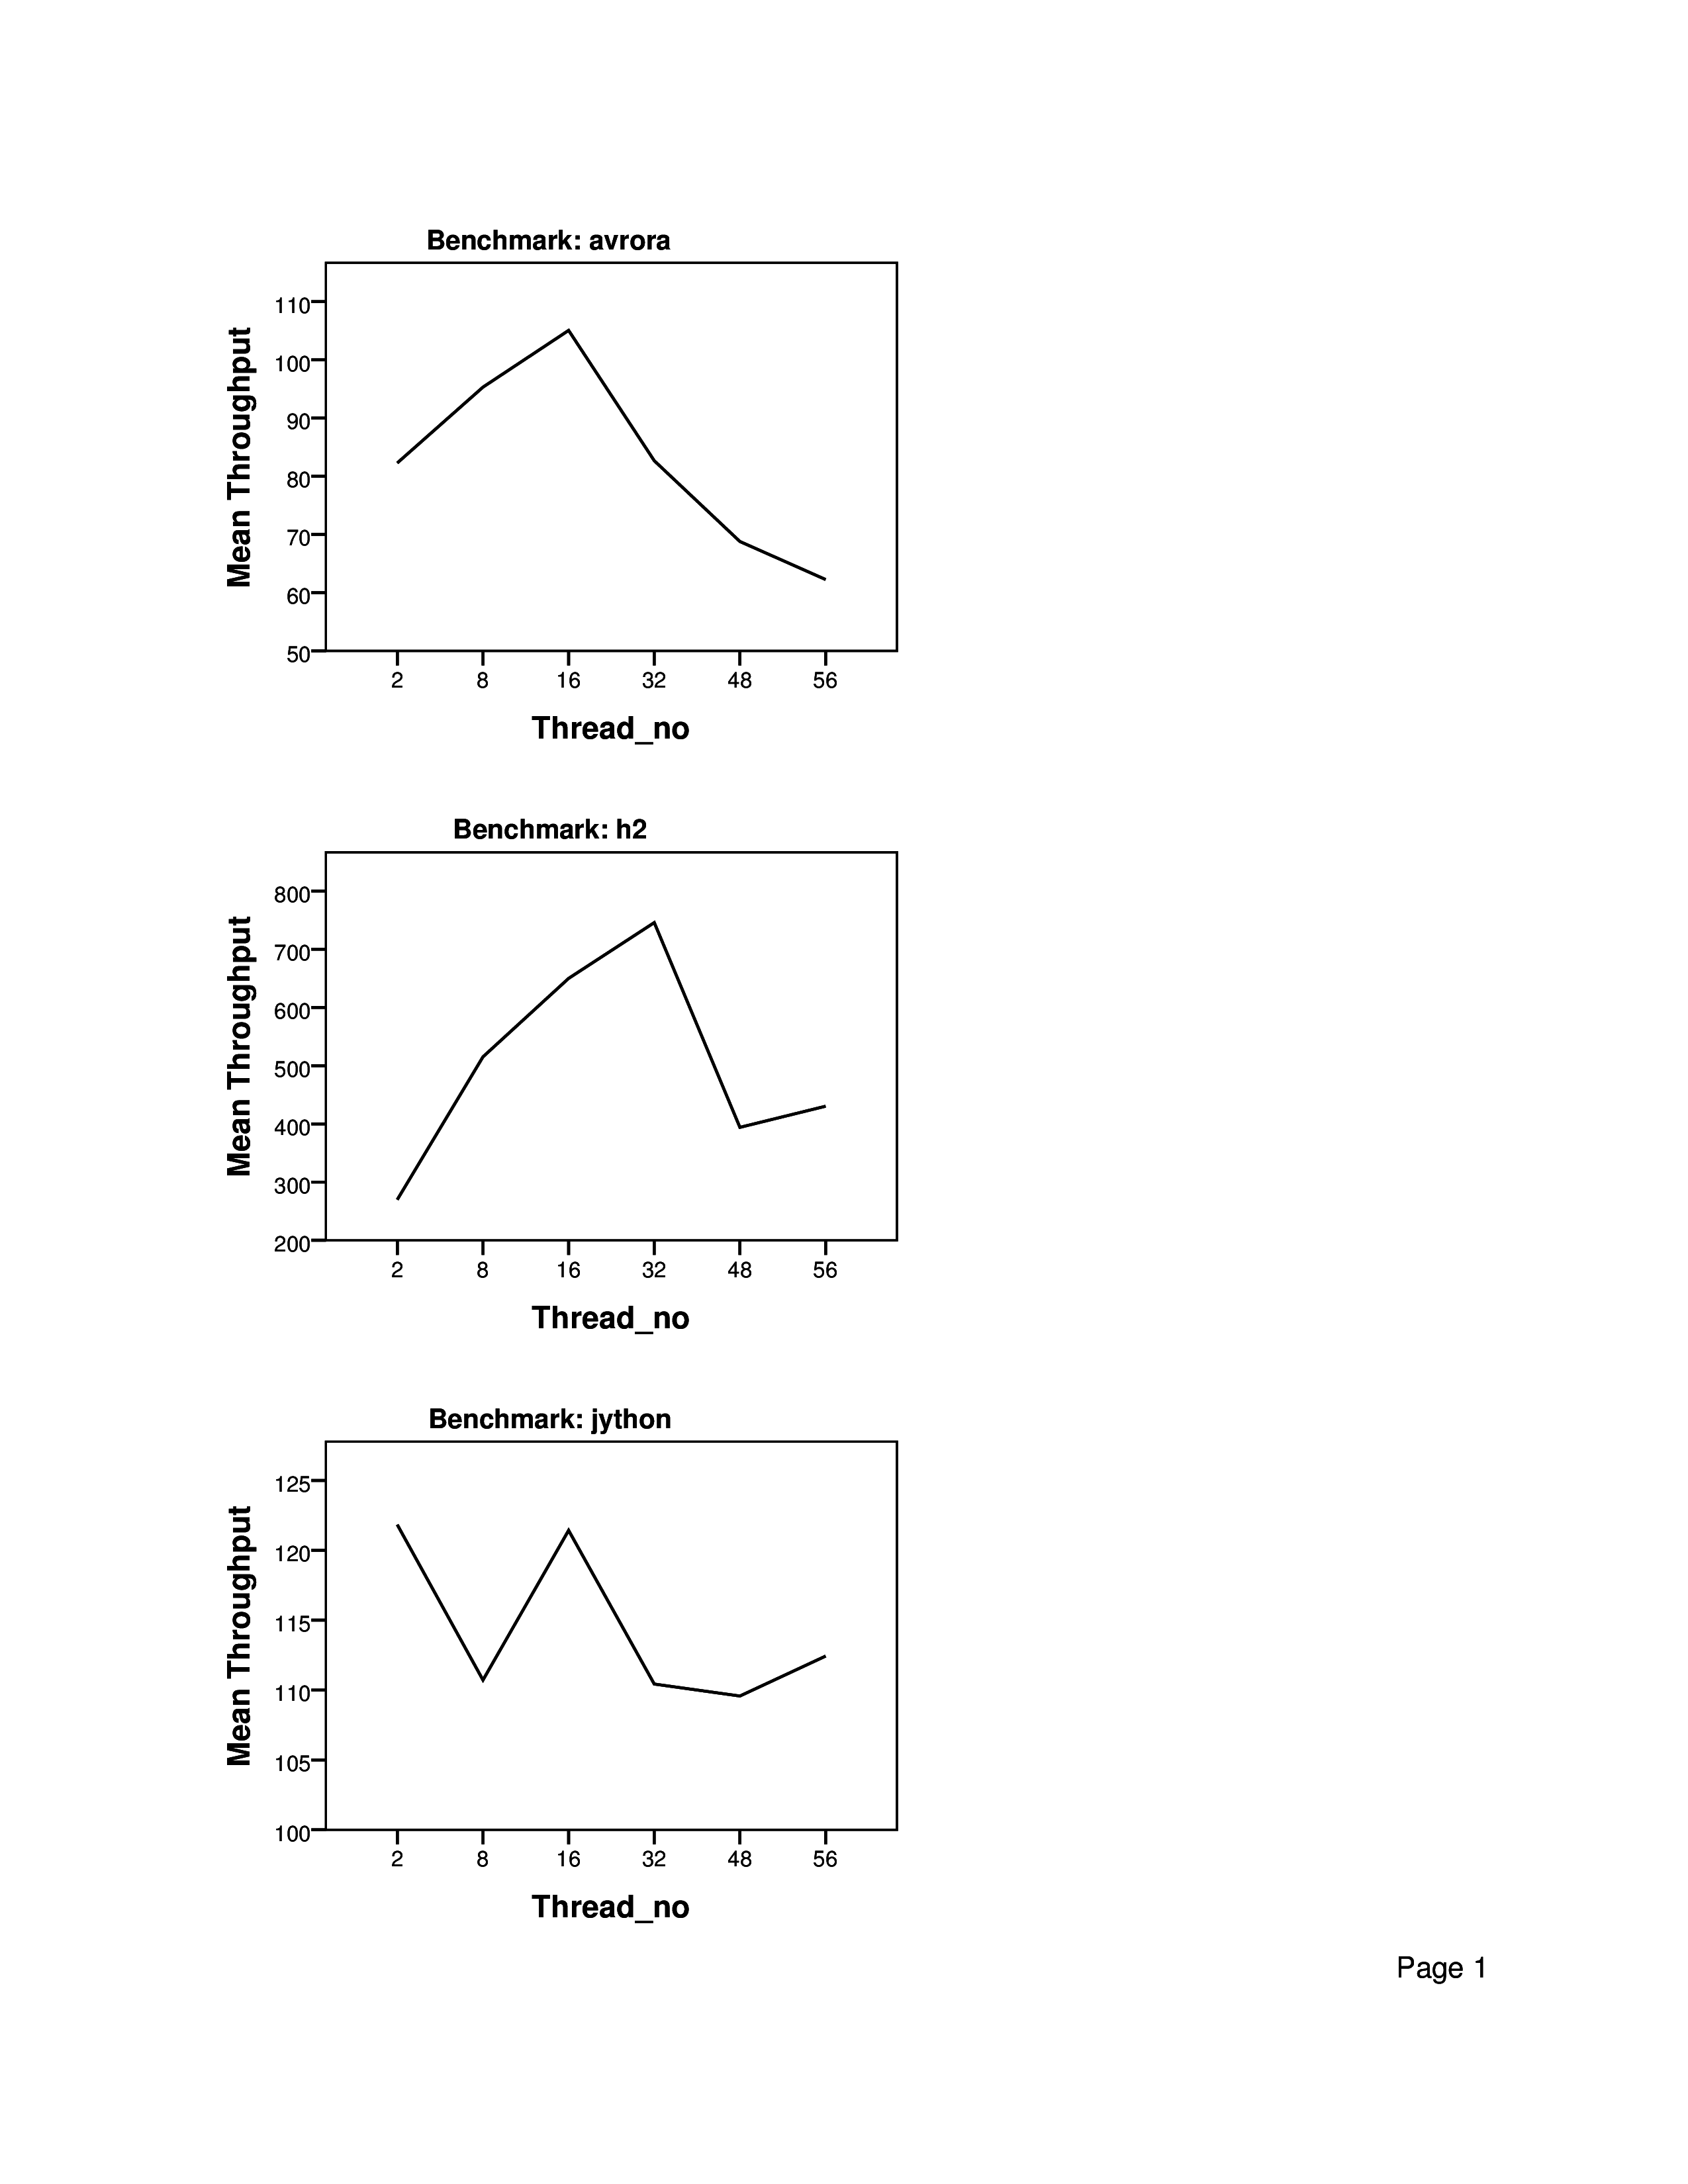 Benchmark: avrora
Mean Throughput
110
100
90
80
70
60
50
2 8 16 32 48 56
Thread_no
Benchmark: h2
Mean Throughput
800
700
600
500
400
300
200
2 8 16 32 48 56
Thread_no
Benchmark: jython
Mean Throughput
125
120
115
110
105
100
2 8 16 32 48 56
Thread_no
Page 1